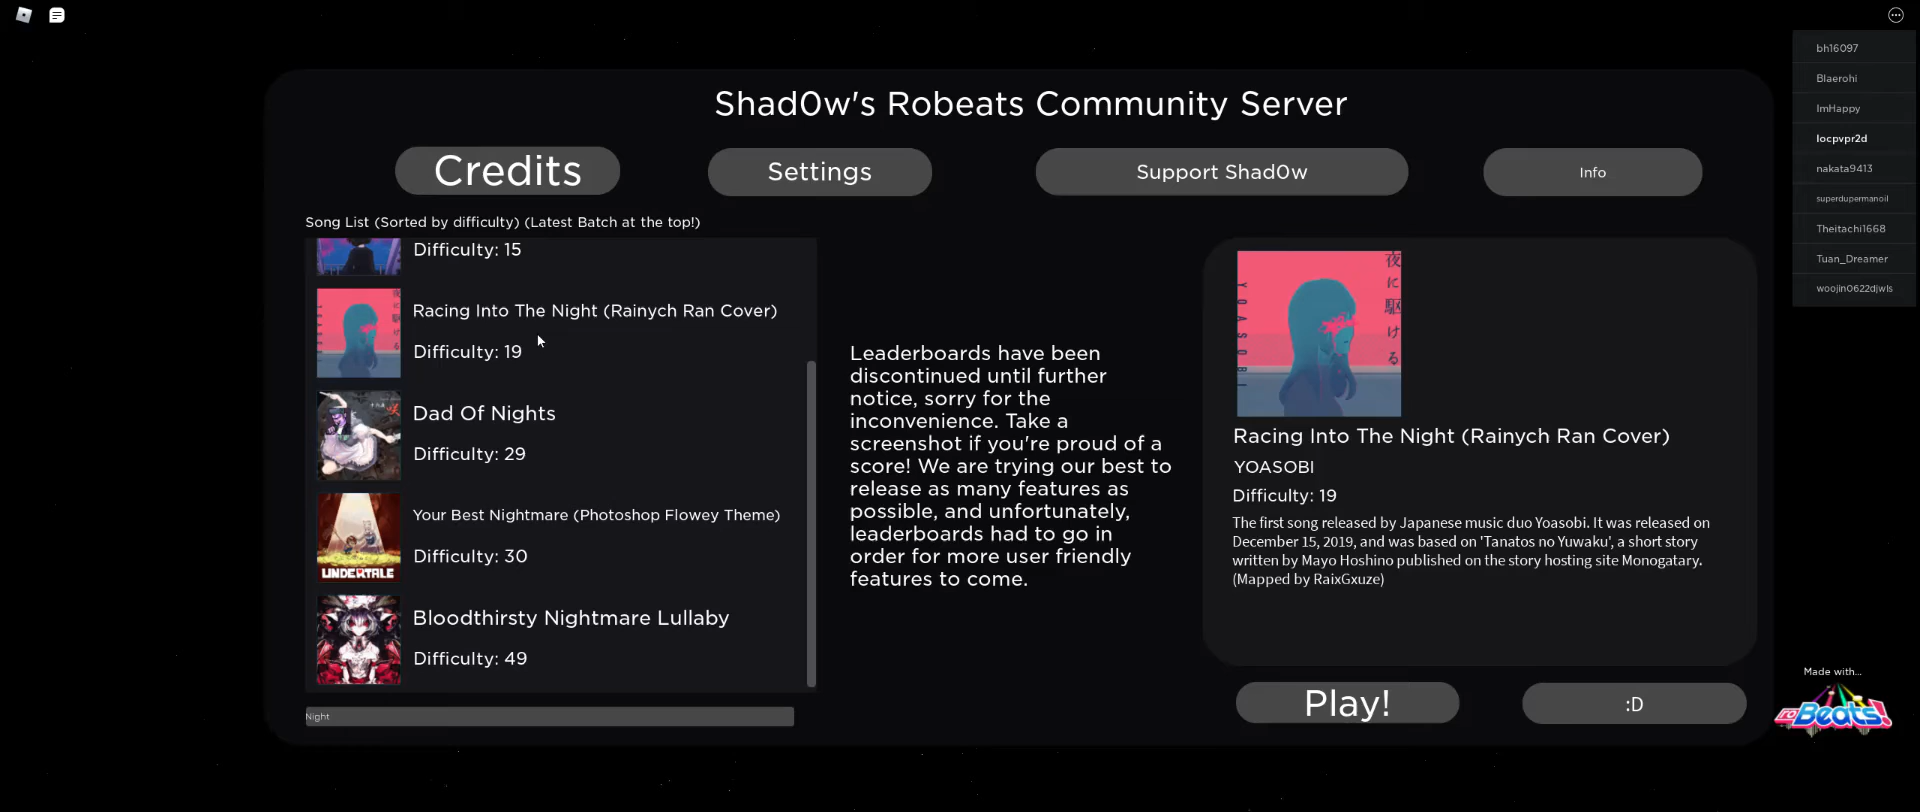 Shad0w's Robeats Community Server
Credits
Settings
Support Shad0w
Info
Song List (Sorted by difficulty) (Latest Batch at the top!)
Difficulty: 15
Racing Into The Night (Rainych Ran Cover)
Difficulty: 19
Dad Of Nights
Difficulty: 29
UNDERTALE
Your Best Nightmare (Photoshop Flowey Theme)
Difficulty: 30
Bloodthirsty Nightmare Lullaby
Difficulty: 49
Night
Leaderboards have been
discontinued until further
notice, sorry for the
inconvenience. Take a
screenshot if you're proud of a
score! We are trying our best to
release as many features as
possible, and unfortunately,
leaderboards had to go in
order for more user friendly
features to come.
夜に駆ける
YOASOBI
Racing Into The Night (Rainych Ran Cover)
YOASOBI
Difficulty: 19
The first song released by Japanese music duo Yoasobi. It was released on
December 15, 2019, and was based on 'Tanatos no Yuwaku', a short story
written by Mayo Hoshino published on the story hosting site Monogatary.
(Mapped by RaixGxuze)
Play!
:D
bh16097
Blaerohi
ImHappy
locpvpr2d
nakata9413
superdupermanoil
Theitachi1668
Tuan_Dreamer
woojin0622djwls
Made with...
roBeats!